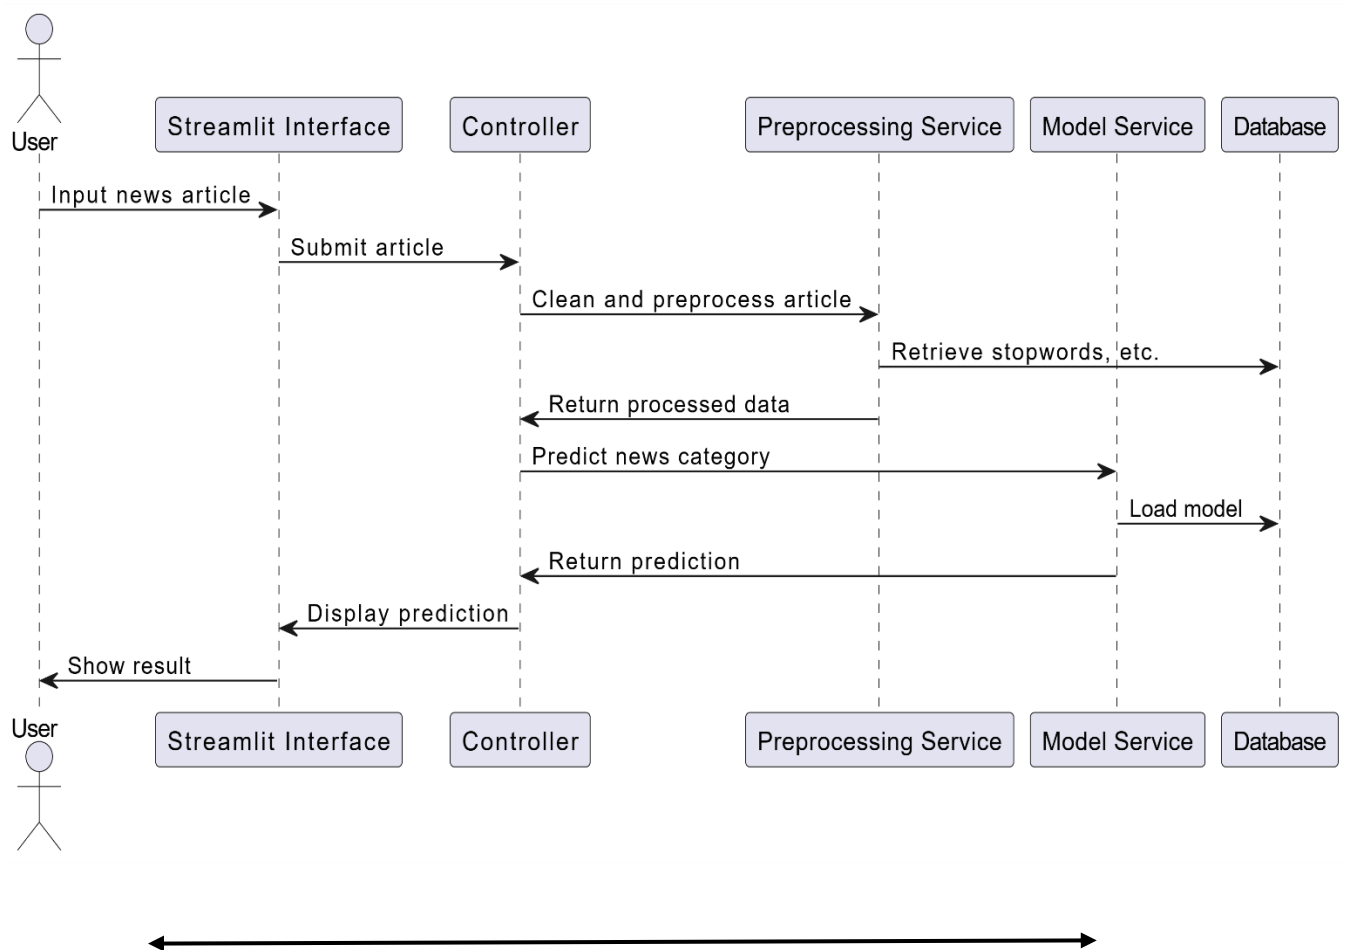 User
Streamlit Interface
Controller
Preprocessing Service
Model Service
Database
Input news article
Submit article
Clean and preprocess article
Retrieve stopwords, etc.
Return processed data
Predict news category
Load model
Return prediction
Display prediction
Show result
User
Streamlit Interface
Controller
Preprocessing Service
Model Service
Database